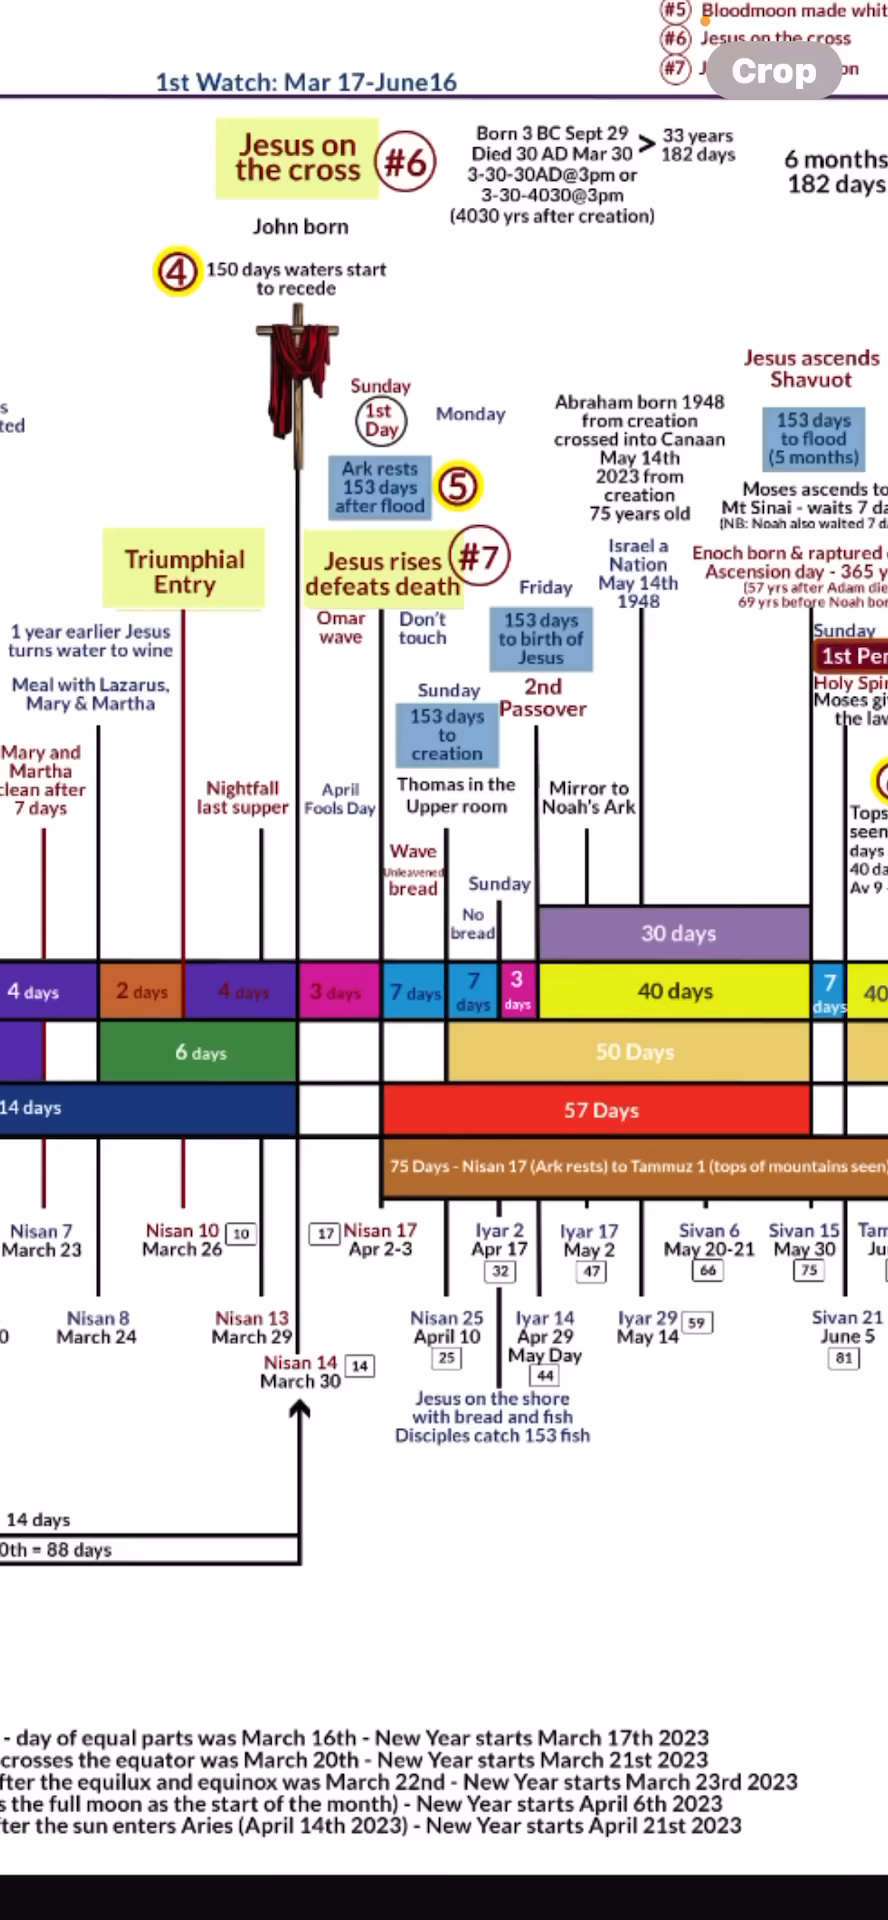 #5 Bloodmoon made whit
#6 Jesus on the cross
#7
Crop
1st Watch: Mar 17-June16
Jesus on
the cross
#6
Born 3 BC Sept 29
Died 30 AD Mar 30
>
33 years
182 days
3-30-30AD@3pm or
3-30-4030@3pm
(4030 yrs after creation)
6 months
182 days
John born
4
150 days waters start
to recede
Sunday
1st
Day
Monday
Ark rests
153 days
after flood
5
Abraham born 1948
from creation
crossed into Canaan
May 14th
2023 from
creation
75 years old
Jesus ascends
Shavuot
153 days
to flood
(5 months)
Moses ascends to
Mt Sinai - waits 7 da
(NB: Noah also waited 7 d
Enoch born & raptured
Ascension day - 365 y
(57 yrs after Adam die
69 yrs before Noah bor
Triumphial
Entry
Jesus rises
defeats death
#7
Israel a
Nation
May 14th
1948
Friday
153 days
to birth of
Jesus
2nd
Passover
1 year earlier Jesus
turns water to wine
Meal with Lazarus,
Mary & Martha
Omar
wave
Don't
touch
Sunday
153 days
to
creation
Thomas in the
Upper room
Sunday
1st Per
Holy Spi
Moses gi
the law
Mary and
Martha
clean after
7 days
Nightfall
last supper
April
Fools Day
Mirror to
Noah's Ark
Wave
Unleavened
bread
Sunday
No
bread
Tops
seen
days
40 da
Av 9 -
30 days
4 days
2 days
4 days
3 days
7 days
7
days
3
days
40 days
7
days
40
6 days
50 Days
14 days
57 Days
75 Days - Nisan 17 (Ark rests) to Tammuz 1 (tops of mountains seen)
Nisan 7
March 23
Nisan 10
March 26
10
17
Nisan 17
Apr 2-3
Iyar 2
Apr 17
32
Iyar 17
May 2
47
Sivan 6
May 20-21
66
Sivan 15
May 30
75
Tam
Ju
Nisan 8
March 24
Nisan 13
March 29
Nisan 14
March 30
14
Nisan 25
April 10
25
Iyar 14
Apr 29
May Day
44
Iyar 29
May 14
59
Sivan 21
June 5
81
Jesus on the shore
with bread and fish
Disciples catch 153 fish
14 days
0th = 88 days
- day of equal parts was March 16th - New Year starts March 17th 2023
crosses the equator was March 20th - New Year starts March 21st 2023
fter the equilux and equinox was March 22nd - New Year starts March 23rd 2023
s the full moon as the start of the month) - New Year starts April 6th 2023
ter the sun enters Aries (April 14th 2023) - New Year starts April 21st 2023